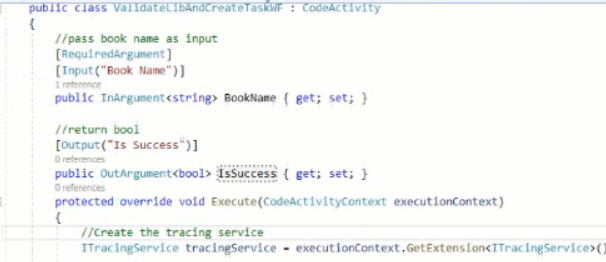 public class ValidateLibAndCreateTaskWF : CodeActivity
{
//pass book name as input
[RequiredArgument]
[Input("Book Name")]
1 reference
public InArgument<string> BookName { get; set; }
//return bool
[Output("Is Success")]
0 references
public OutArgument<bool> IsSuccess { get; set; }
0 references
protected override void Execute(CodeActivityContext executionContext)
{
//Create the tracing service
ITracingService tracingService = executionContext.GetExtension<ITracingService>()